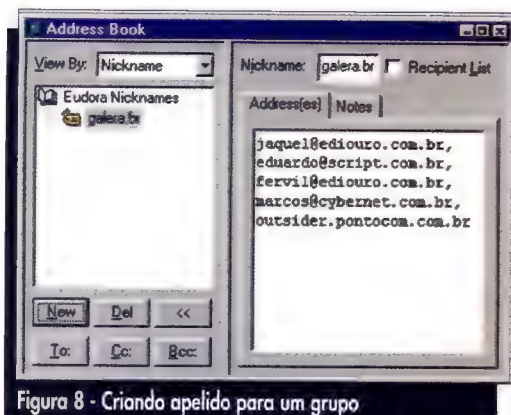 Address Book
View By: Nickname
Eudora Nicknames
galera.br
New Del <<
To: Cc: Bcc:
Nickname: galera.br Recipient List
Address(es) Notes
jaquel@ediouro.com.br,
eduardo@script.com.br,
fervil@ediouro.com.br,
marcos@cybernet.com.br,
outsider.pontocom.com.br
Figura 8 - Criando apelido para um grupo